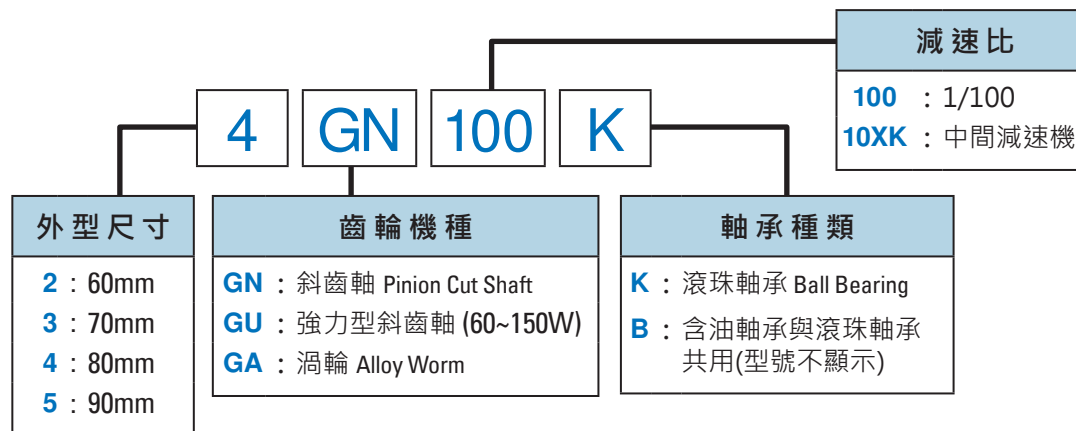 減速比
100 : 1/100
10XK : 中間減速機
4 GN 100 K
外型尺寸
2 : 60mm
3 : 70mm
4 : 80mm
5 : 90mm
齒輪機種
GN : 斜齒軸 Pinion Cut Shaft
GU : 強力型斜齒軸 (60~150W)
GA : 渦輪 Alloy Worm
軸承種類
K : 滾珠軸承 Ball Bearing
B : 含油軸承與滾珠軸承
共用(型號不顯示)